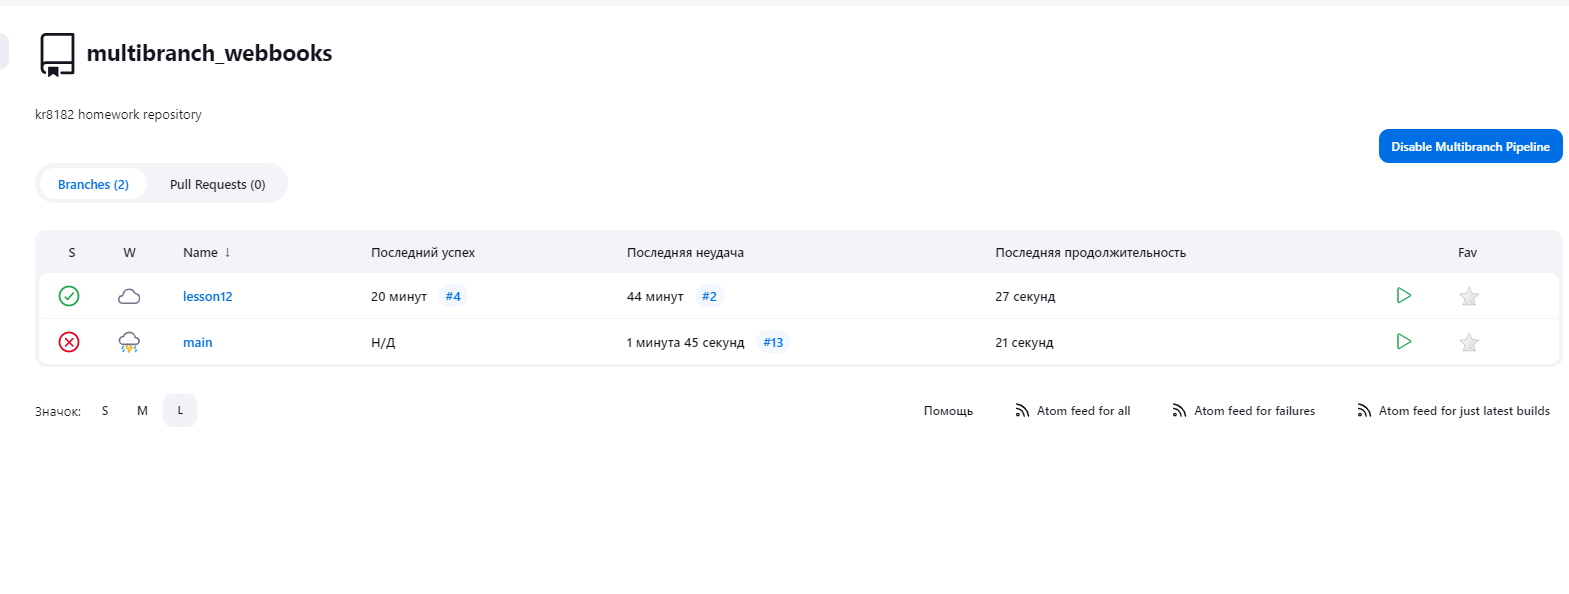 multibranch_webbooks
kr8182 homework repository
Disable Multibranch Pipeline
Branches (2) Pull Requests (0)
S W Name ↓ Последний успех Последняя неудача Последняя продолжительность Fav
lesson12 20 минут #4 44 минут #2 27 секунд
main Н/Д 1 минута 45 секунд #13 21 секунд
Значок: S M L Помощь Atom feed for all Atom feed for failures Atom feed for just latest builds